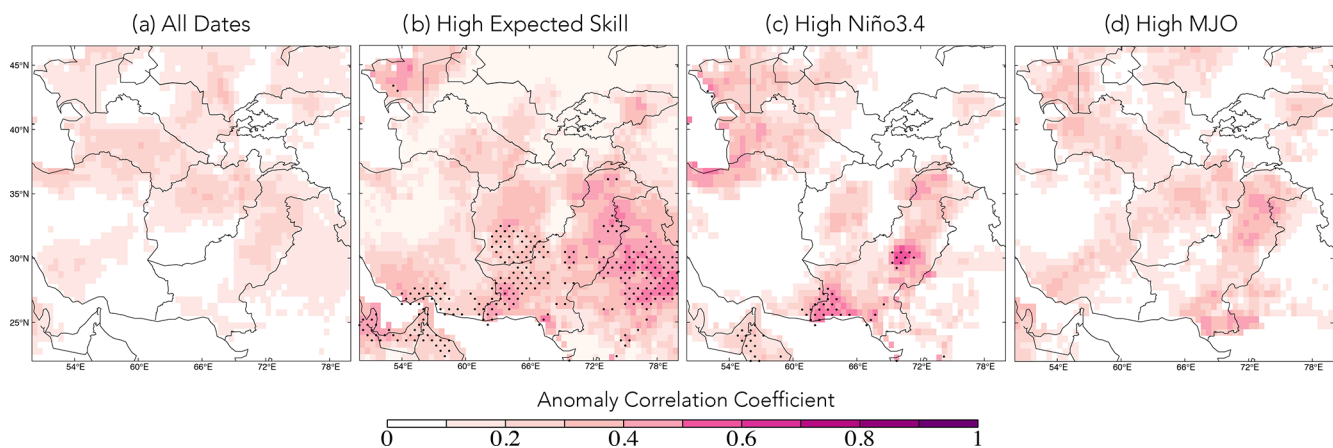 (a) All Dates (b) High Expected Skill (c) High Niño3.4 (d) High MJO
45°N
40°N
35°N
30°N
25°N
54°E 60°E 66°E 72°E 78°E 54°E 60°E 66°E 72°E 78°E 54°E 60°E 66°E 72°E 78°E 54°E 60°E 66°E 72°E 78°E
Anomaly Correlation Coefficient
0 0.2 0.4 0.6 0.8 1